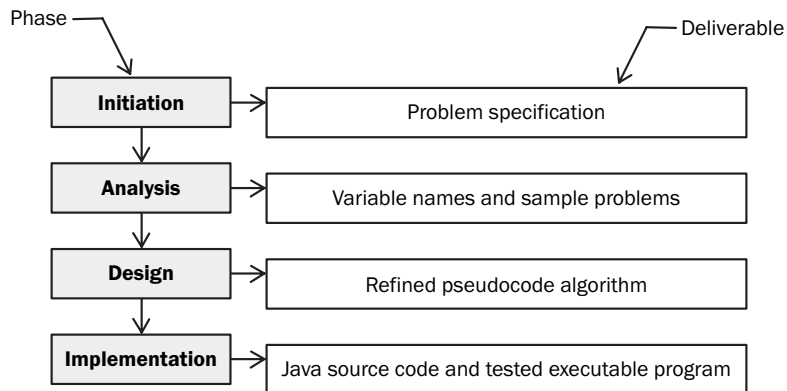 Phase
Deliverable
Initiation
Problem specification
Analysis
Variable names and sample problems
Design
Refined pseudocode algorithm
Implementation
Java source code and tested executable program